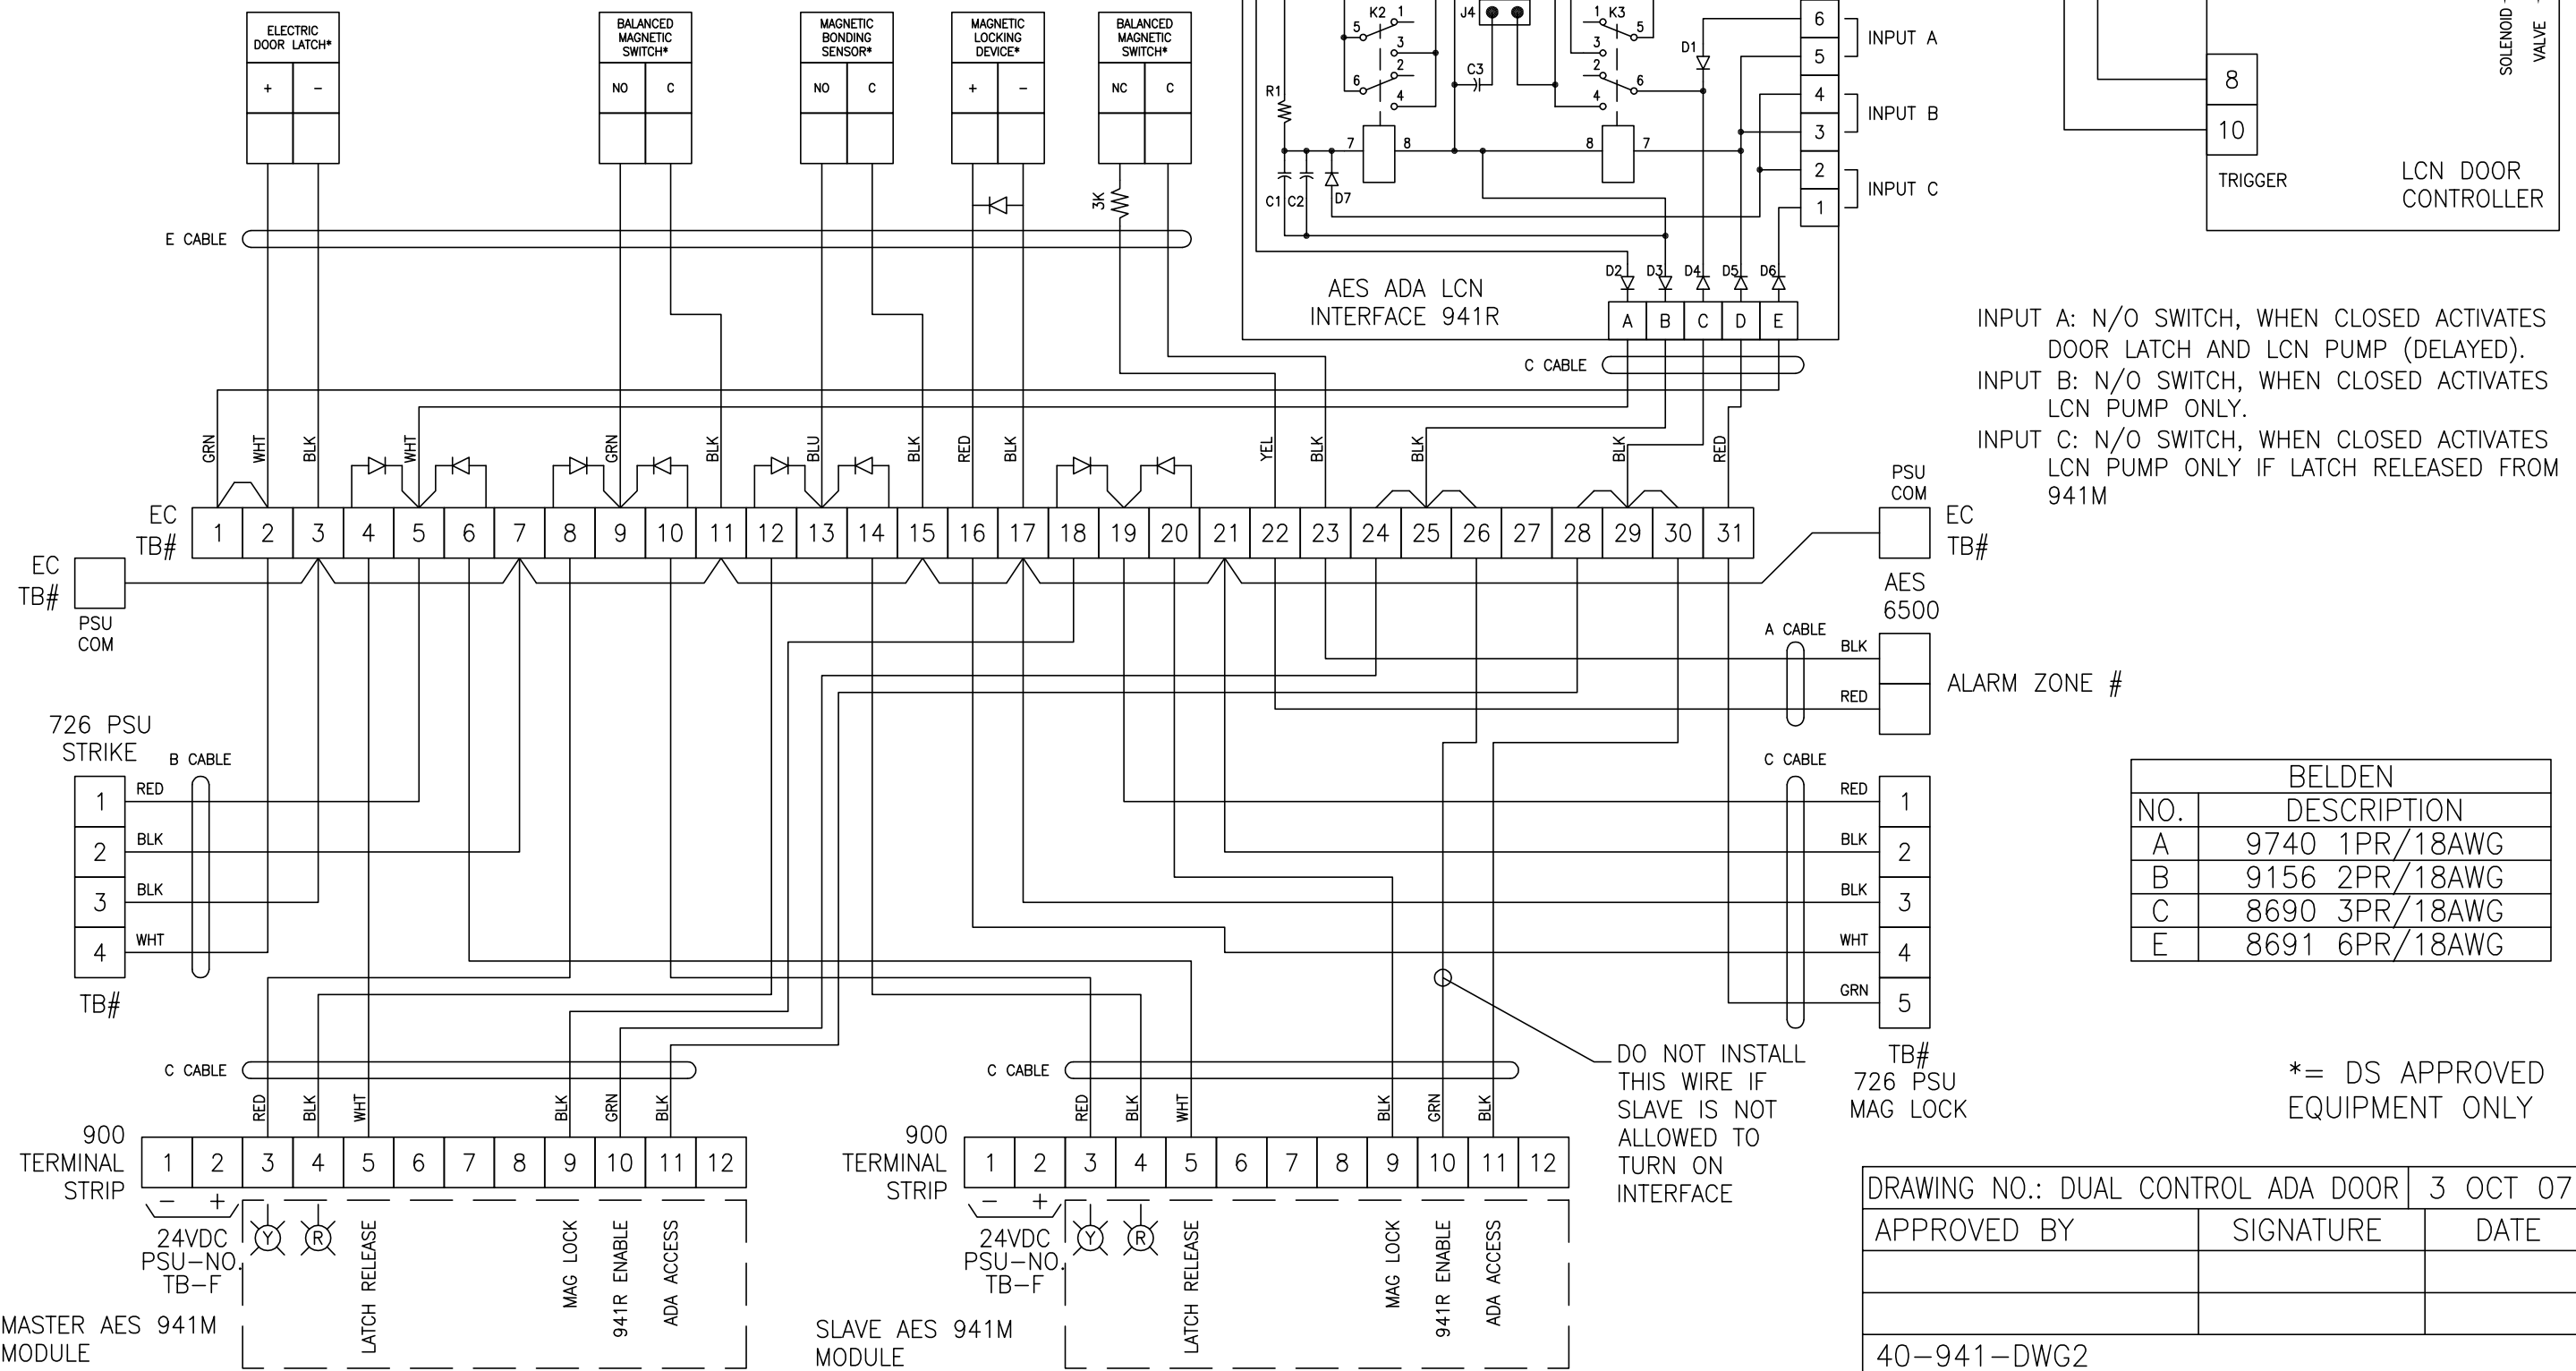 ELECTRIC
DOOR LATCH*
+ −
BALANCED
MAGNETIC
SWITCH*
NO C
MAGNETIC
BONDING
SENSOR*
NO C
MAGNETIC
LOCKING
DEVICE*
+ −
BALANCED
MAGNETIC
SWITCH*
NC C
3K
E CABLE
K2 1
5
3
2
6
4
J4
C3
1 K3
5
3
2
6
4
D1
R1
7 8
8 7
C1 C2 D7
6
5
4
3
2
1
INPUT A
INPUT B
INPUT C
D2 D3 D4 D5 D6
A B C D E
AES ADA LCN
INTERFACE 941R
C CABLE
SOLENOID
VALVE
8
10
TRIGGER
LCN DOOR
CONTROLLER
INPUT A: N/O SWITCH, WHEN CLOSED ACTIVATES
DOOR LATCH AND LCN PUMP (DELAYED).
INPUT B: N/O SWITCH, WHEN CLOSED ACTIVATES
LCN PUMP ONLY.
INPUT C: N/O SWITCH, WHEN CLOSED ACTIVATES
LCN PUMP ONLY IF LATCH RELEASED FROM
941M
GRN WHT BLK WHT GRN BLK BLU BLK RED BLK YEL BLK BLK BLK RED
EC
TB#
1 2 3 4 5 6 7 8 9 10 11 12 13 14 15 16 17 18 19 20 21 22 23 24 25 26 27 28 29 30 31
EC
TB#
PSU
COM
PSU
COM
EC
TB#
AES
6500
A CABLE
BLK
RED
ALARM ZONE #
726 PSU
STRIKE
B CABLE
1 RED
2 BLK
3 BLK
4 WHT
TB#
C CABLE
RED 1
BLK 2
BLK 3
WHT 4
GRN 5
TB#
726 PSU
MAG LOCK
BELDEN
NO. DESCRIPTION
A 9740 1PR/18AWG
B 9156 2PR/18AWG
C 8690 3PR/18AWG
E 8691 6PR/18AWG
DO NOT INSTALL
THIS WIRE IF
SLAVE IS NOT
ALLOWED TO
TURN ON
INTERFACE
*= DS APPROVED
EQUIPMENT ONLY
C CABLE
RED BLK WHT BLK GRN BLK
900
TERMINAL
STRIP
1 2 3 4 5 6 7 8 9 10 11 12
− +
24VDC
PSU-NO.
TB-F
Y R
LATCH RELEASE
MAG LOCK
941R ENABLE
ADA ACCESS
MASTER AES 941M
MODULE
C CABLE
RED BLK WHT BLK GRN BLK
900
TERMINAL
STRIP
1 2 3 4 5 6 7 8 9 10 11 12
− +
24VDC
PSU-NO.
TB-F
Y R
LATCH RELEASE
MAG LOCK
941R ENABLE
ADA ACCESS
SLAVE AES 941M
MODULE
DRAWING NO.: DUAL CONTROL ADA DOOR 3 OCT 07
APPROVED BY SIGNATURE DATE
40-941-DWG2